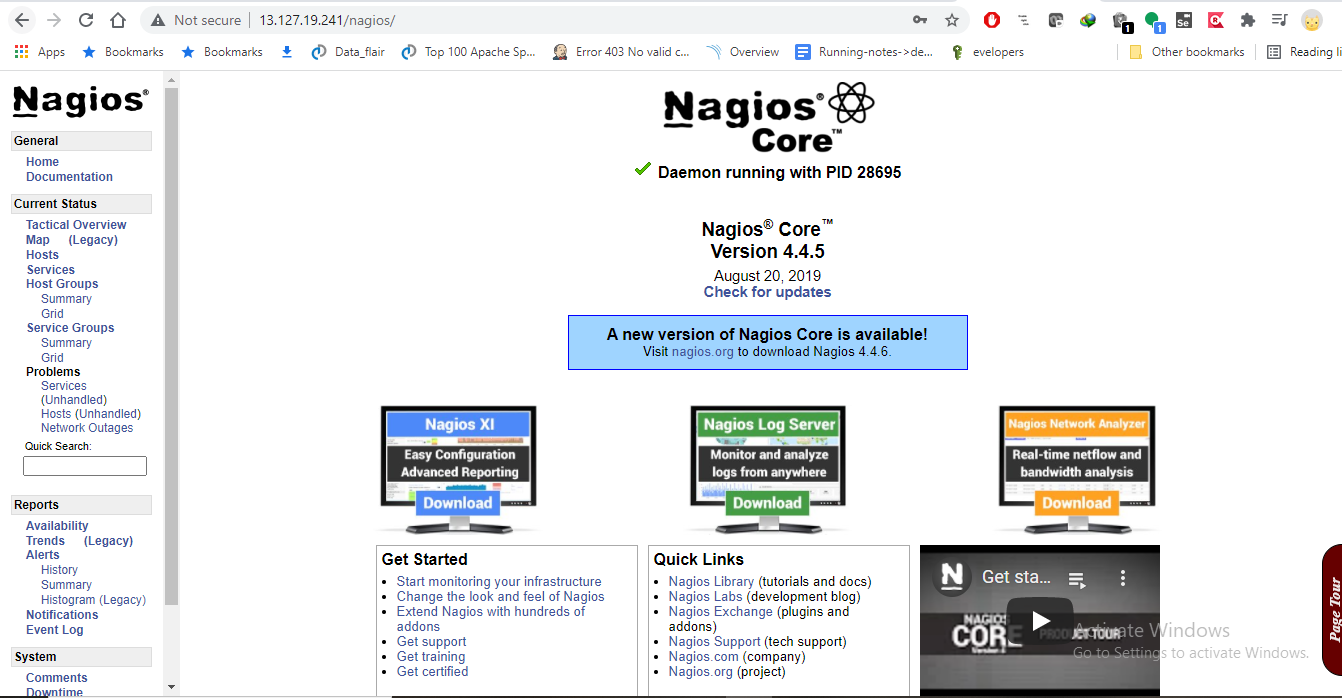 Not secure | 13.127.19.241/nagios/
1
1
Apps
Bookmarks
Bookmarks
Data_flair
Top 100 Apache Sp...
Error 403 No valid c...
Overview
Running-notes->de...
evelopers
Other bookmarks
Reading li
Nagios®
General
Home
Documentation
Current Status
Tactical Overview
Map (Legacy)
Hosts
Services
Host Groups
Summary
Grid
Service Groups
Summary
Grid
Problems
Services
(Unhandled)
Hosts (Unhandled)
Network Outages
Quick Search:
Reports
Availability
Trends (Legacy)
Alerts
History
Summary
Histogram (Legacy)
Notifications
Event Log
System
Comments
Downtime
Nagios®
Core™
Daemon running with PID 28695
Nagios® Core™
Version 4.4.5
August 20, 2019
Check for updates
A new version of Nagios Core is available!
Visit nagios.org to download Nagios 4.4.6.
Nagios XI
Easy Configuration
Advanced Reporting
Download
Nagios Log Server
Monitor and analyze
logs from anywhere
Download
Nagios Network Analyzer
Real-time netflow and
bandwidth analysis
Download
Get Started
Start monitoring your infrastructure
Change the look and feel of Nagios
Extend Nagios with hundreds of
addons
Get support
Get training
Get certified
Quick Links
Nagios Library (tutorials and docs)
Nagios Labs (development blog)
Nagios Exchange (plugins and
addons)
Nagios Support (tech support)
Nagios.com (company)
Nagios.org (project)
N
Get sta...
NAGIOS
CORE
PRODUCT TOUR
Activate Windows
Go to Settings to activate Windows.
Page Tour